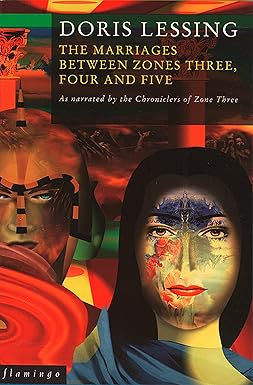 DORIS LESSING
THE MARRIAGES
BETWEEN ZONES THREE,
FOUR AND FIVE
As narrated by the Chroniclers of Zone Three
flamingo